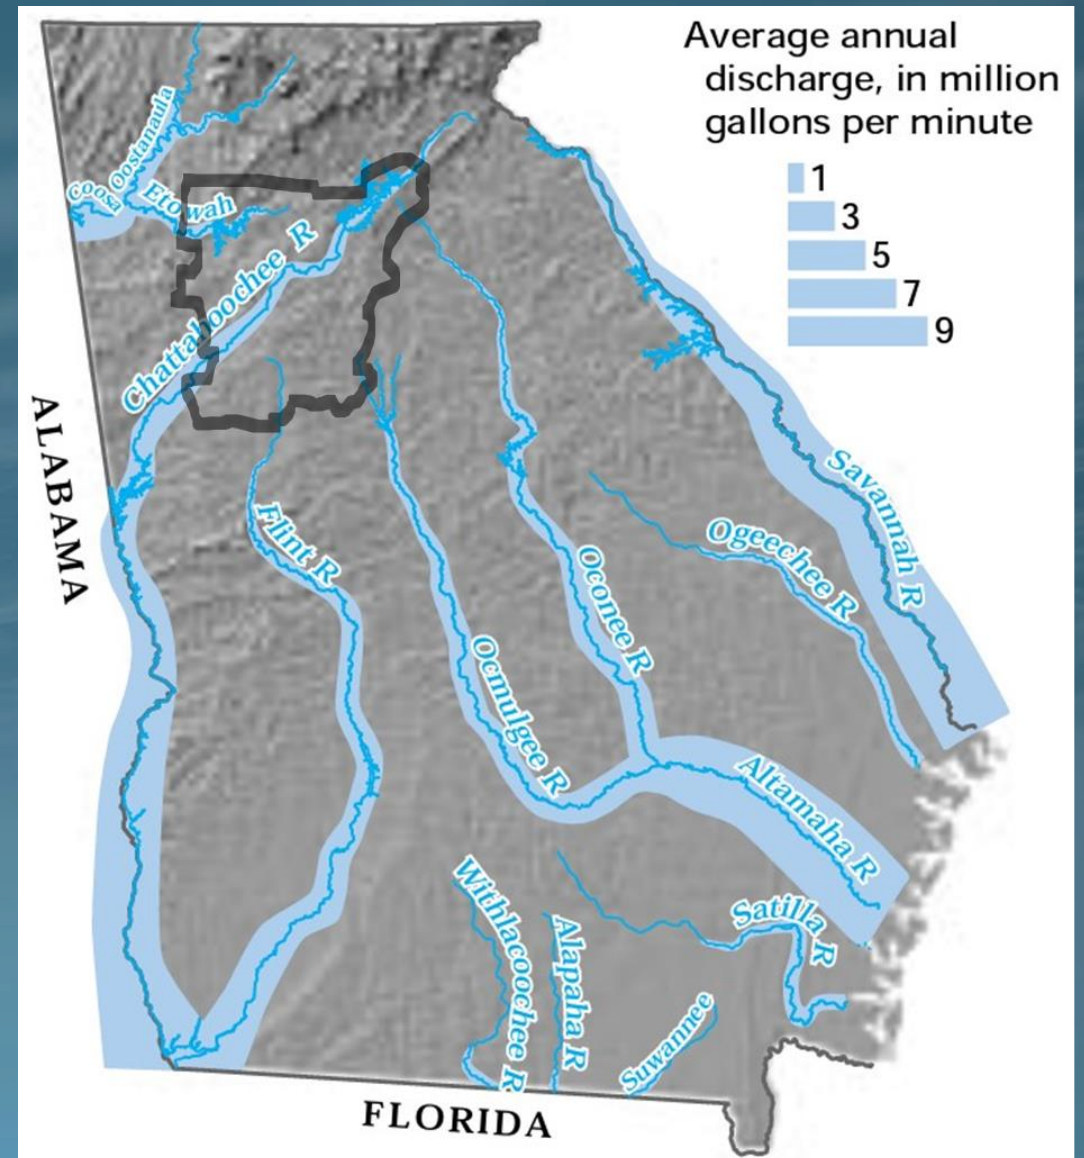 Average annual
discharge, in million
gallons per minute
1
3
5
7
9
Oostanaula
Coosa
Etowah
Chattahoochee R
ALABAMA
Flint R
Ocmulgee R
Oconee R
Ogeechee R
Savannah R
Altamaha R
Satilla R
Withlacoochee R
Alapaha R
Suwannee
FLORIDA